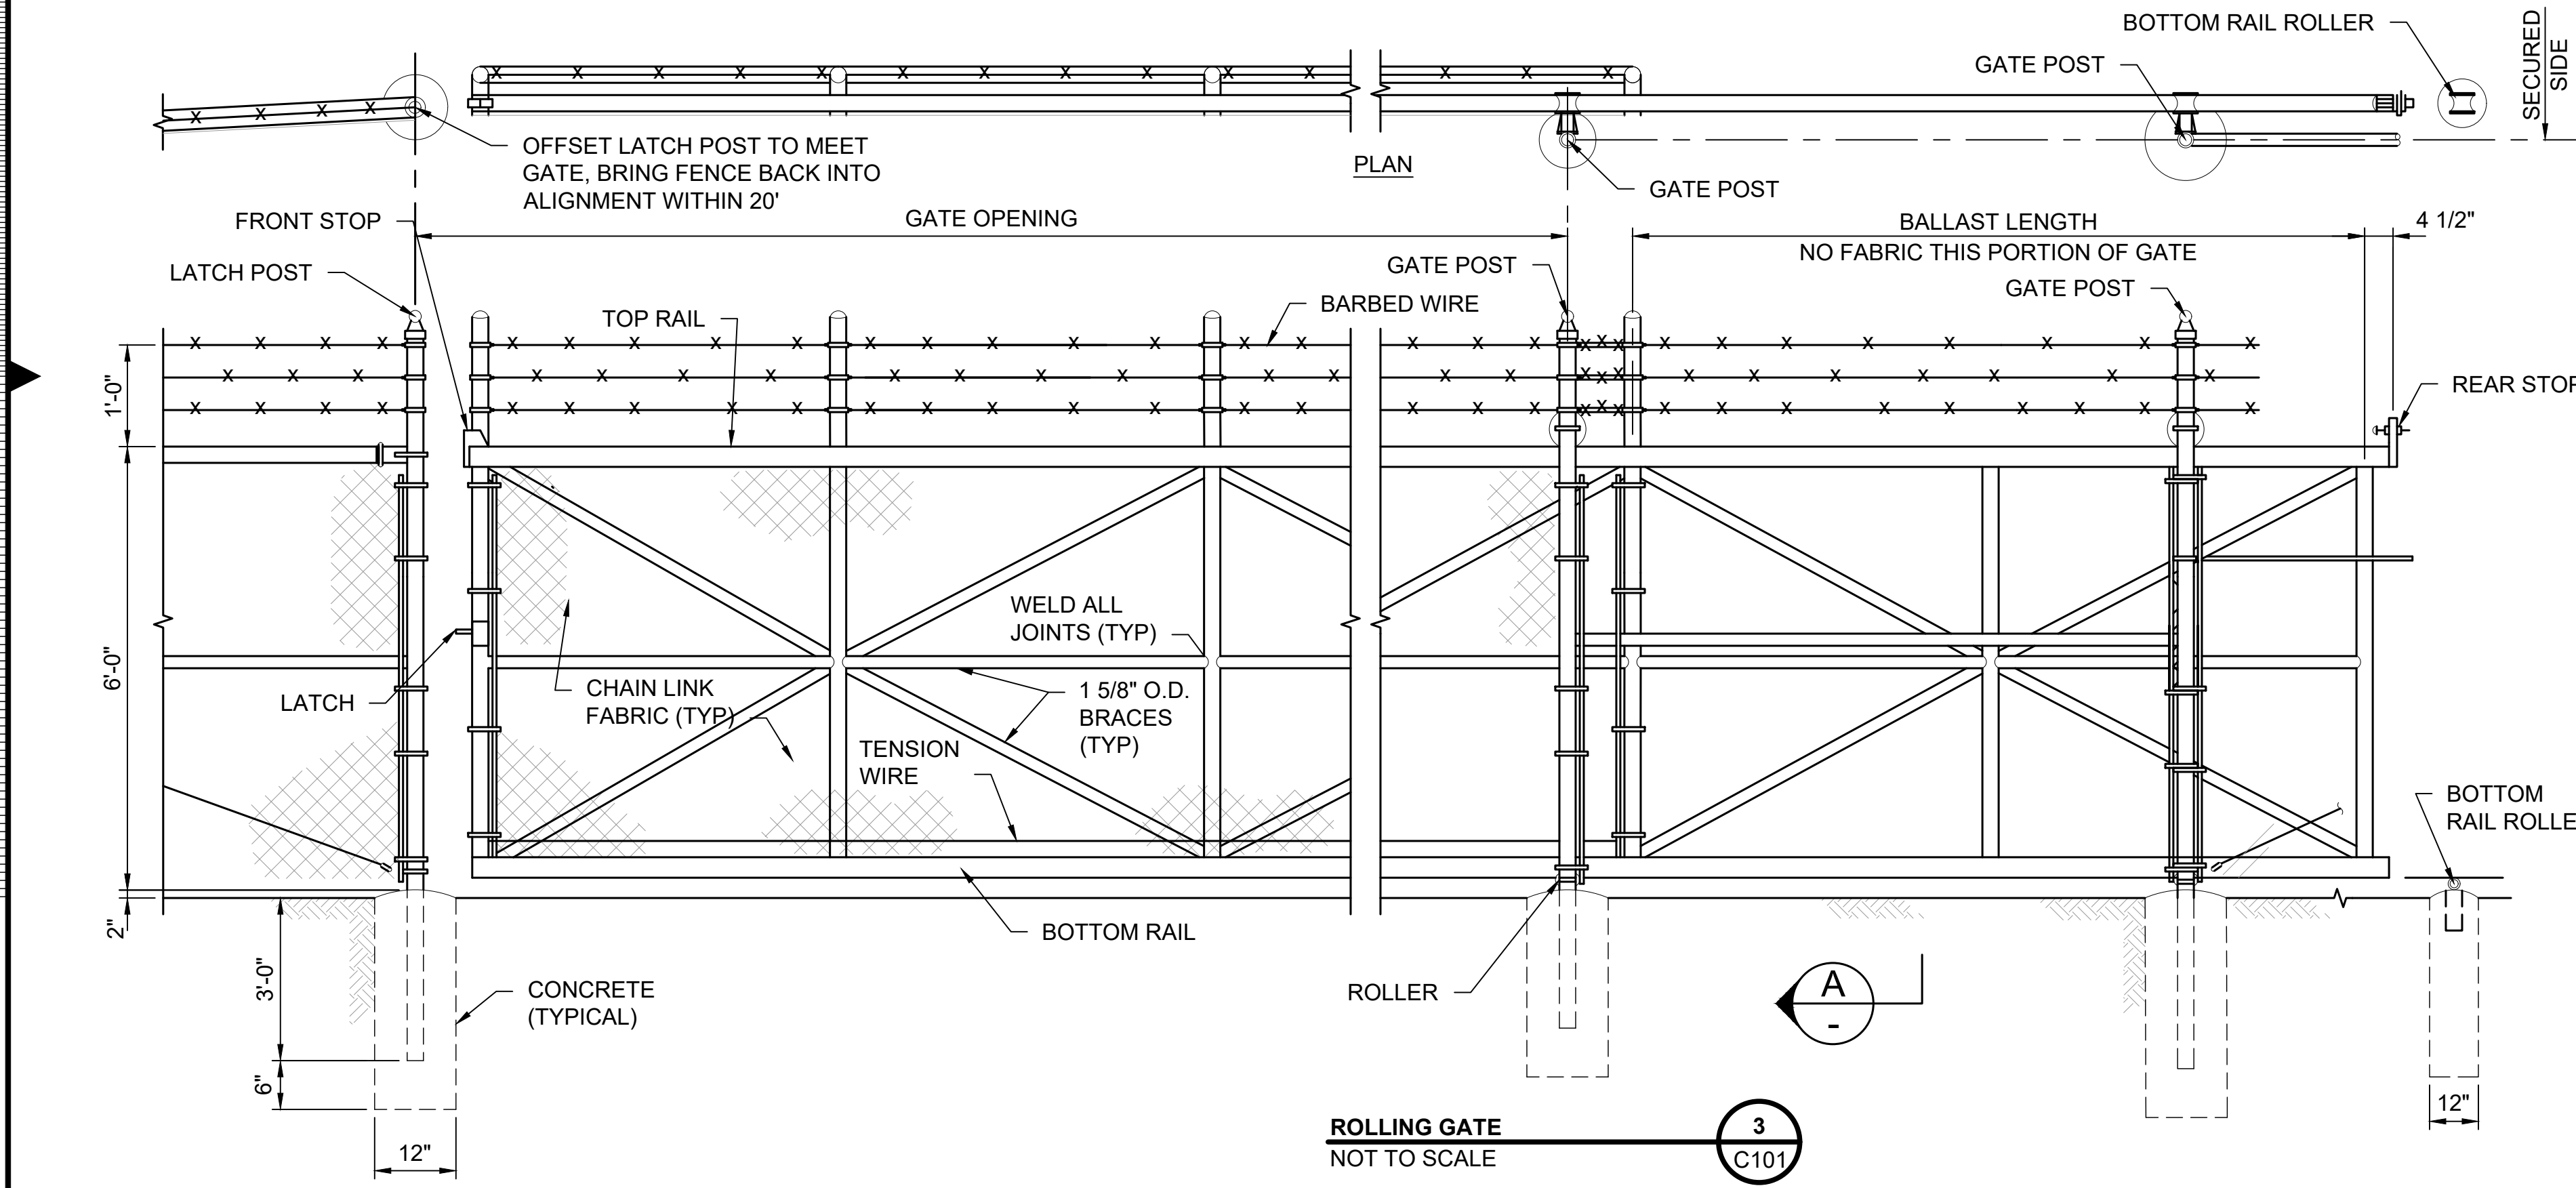 BOTTOM RAIL ROLLER
SECURED
SIDE
GATE POST
OFFSET LATCH POST TO MEET
GATE, BRING FENCE BACK INTO
ALIGNMENT WITHIN 20'
PLAN
GATE POST
FRONT STOP
GATE OPENING
BALLAST LENGTH
4 1/2"
NO FABRIC THIS PORTION OF GATE
LATCH POST
GATE POST
GATE POST
BARBED WIRE
TOP RAIL
1'-0"
REAR STOP
WELD ALL
JOINTS (TYP)
6'-0"
LATCH
CHAIN LINK
FABRIC (TYP)
1 5/8" O.D.
BRACES
(TYP)
TENSION
WIRE
BOTTOM
RAIL ROLLE
2"
BOTTOM RAIL
3'-0"
CONCRETE
(TYPICAL)
ROLLER
A
-
6"
12"
12"
ROLLING GATE
NOT TO SCALE
3
C101